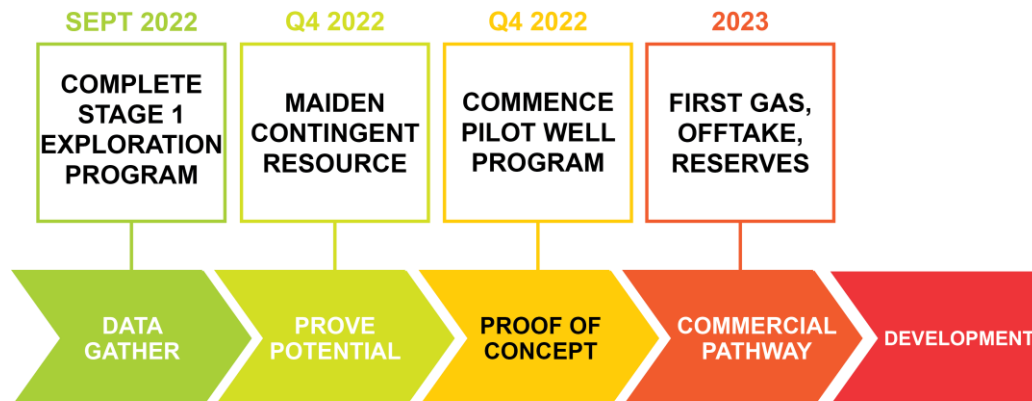 SEPT 2022
COMPLETE
STAGE 1
EXPLORATION
PROGRAM
Q4 2022
MAIDEN
CONTINGENT
RESOURCE
Q4 2022
COMMENCE
PILOT WELL
PROGRAM
2023
FIRST GAS,
OFFTAKE,
RESERVES
DATA
GATHER
PROVE
POTENTIAL
PROOF OF
CONCEPT
COMMERCIAL
PATHWAY
DEVELOPMENT